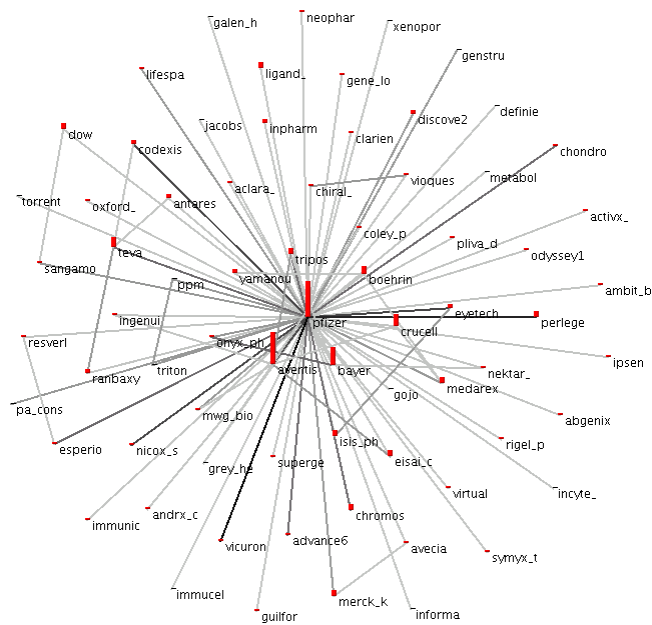 galen_h
neophar
xenopor
genstru
lifespa
ligand_
gene_lo
dow
codexis
jacobs
inpharm
clarien
discove2
definie
chondro
torrent
oxford_
antares
aclara_
chiral_
vioques
metabol
activx_
teva
coley_p
pliva_d
odyssey1
sangamo
ppm
yamanou
tripos
boehrin
ambit_b
ingenui
pfizer
eyetech
crucell
perlege
resverl
onyx_ph
ranbaxy
triton
aventis
bayer
nektar_
medarex
ipsen
pa_cons
mwg_bio
gojo
abgenix
esperio
nicox_s
isis_ph
rigel_p
grey_he
superge
eisai_c
virtual
incyte_
immunic
andrx_c
chromos
vicuron
advance6
avecia
symyx_t
immucel
merck_k
guilfor
informa